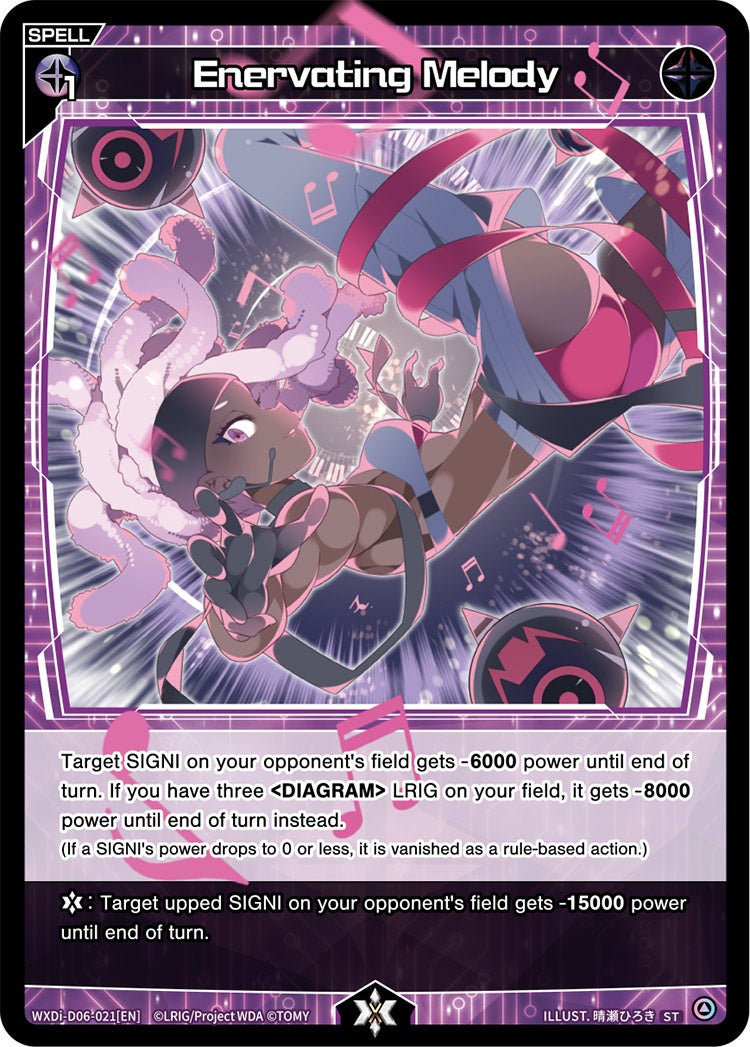 SPELL
1
Enervating Melody
Target SIGNI on your opponent's field gets -6000 power until end of
turn. If you have three <DIAGRAM> LRIG on your field, it gets -8000
power until end of turn instead.
(If a SIGNI's power drops to 0 or less, it is vanished as a rule-based action.)
: Target upped SIGNI on your opponent's field gets -15000 power
until end of turn.
WXDi-D06-021[EN] ©LRIG/Project WDA ©TOMY
ILLUST. 晴瀬ひろき ST